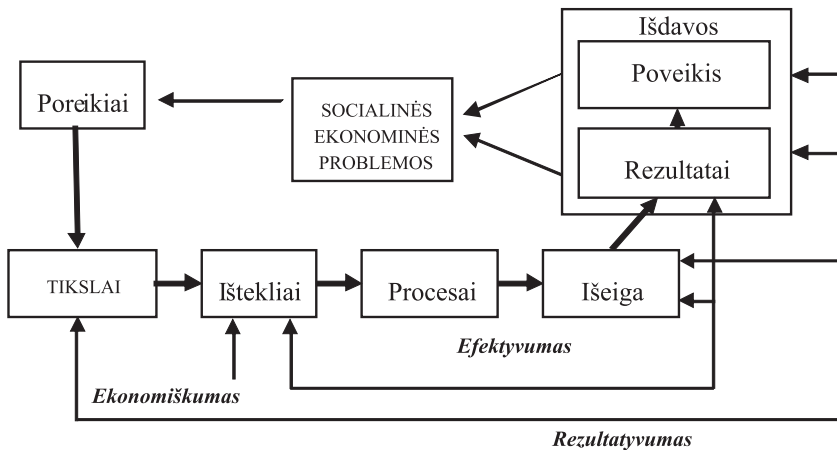 Išdavos
Poveikis
Poreikiai
SOCIALINĖS
EKONOMINĖS
PROBLEMOS
Rezultatai
TIKSLAI
Ištekliai
Procesai
Išeiga
Efektyvumas
Ekonomiškumas
Rezultatyvumas